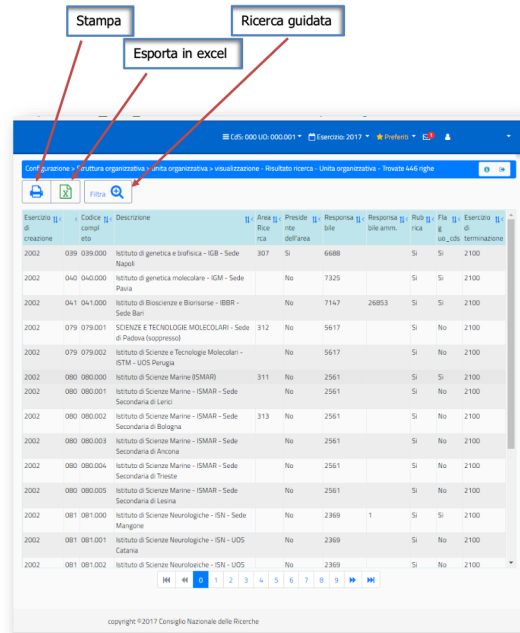 Stampa
Ricerca guidata
Esporta in excel
CdS: 000 UO: 000.001 Esercizio: 2017 Preferiti
Configurazione > Struttura organizzativa > Unita organizzativa > visualizzazione - Risultato ricerca - Unita organizzativa - Trovate 446 righe
Filtra
Esercizio di creazione Codice completo Descrizione Area Ricerca Presidente dell'area Responsabile Responsabile amm. Rubrica Flag uo_cds Esercizio di terminazione
2002 039 039.000 Istituto di genetica e biofisica - IGB - Sede Napoli 307 Si 6688 Si Si 2100
2002 040 040.000 Istituto di genetica molecolare - IGM - Sede Pavia No 7325 Si Si 2100
2002 041 041.000 Istituto di Bioscienze e Biorisorse - IBBR - Sede Bari No 7147 26853 Si Si 2100
2002 079 079.001 SCIENZE E TECNOLOGIE MOLECOLARI - Sede di Padova (soppresso) 312 No 5617 Si No 2100
2002 079 079.002 Istituto di Scienze e Tecnologie Molecolari - ISTM - UOS Perugia No 5617 Si No 2100
2002 080 080.000 Istituto di Scienze Marine (ISMAR) 311 No 2561 Si Si 2100
2002 080 080.001 Istituto di Scienze Marine - ISMAR - Sede Secondaria di Lerici No 2561 Si No 2100
2002 080 080.002 Istituto di Scienze Marine - ISMAR - Sede Secondaria di Bologna 313 No 2561 Si No 2100
2002 080 080.003 Istituto di Scienze Marine - ISMAR - Sede Secondaria di Ancona No 2561 Si No 2100
2002 080 080.004 Istituto di Scienze Marine - ISMAR - Sede Secondaria di Trieste No 2561 Si No 2100
2002 080 080.005 Istituto di Scienze Marine - ISMAR - Sede Secondaria di Lesina No 2561 Si No 2100
2002 081 081.000 Istituto di Scienze Neurologiche - ISN - Sede Mangone No 2369 1 Si Si 2100
2002 081 081.001 Istituto di Scienze Neurologiche - ISN - UOS Catania No 2369 Si No 2100
2002 081 081.002 Istituto di Scienze Neurologiche - ISN - UOS No 2369 Si No 2100
0 1 2 3 4 5 6 7 8 9
copyright ©2017 Consiglio Nazionale delle Ricerche